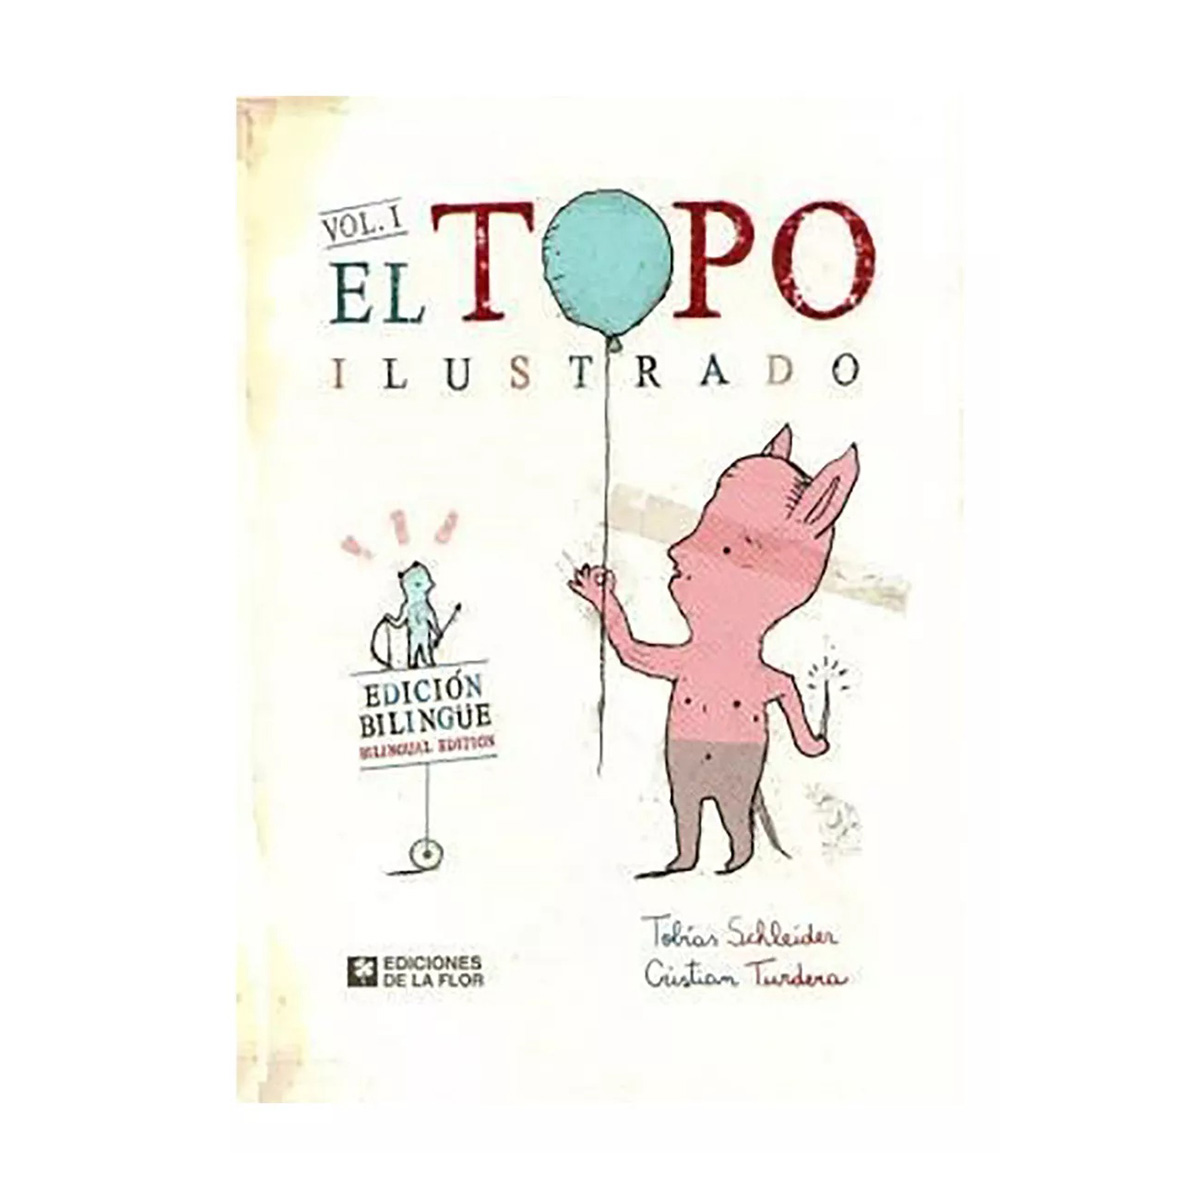 VOL. I
EL TOPO
ILUSTRADO
EDICIÓN
BILINGÜE
BILINGUAL EDITION
Tobías Schleider
Cristian Turdera
EDICIONES
DE LA FLOR